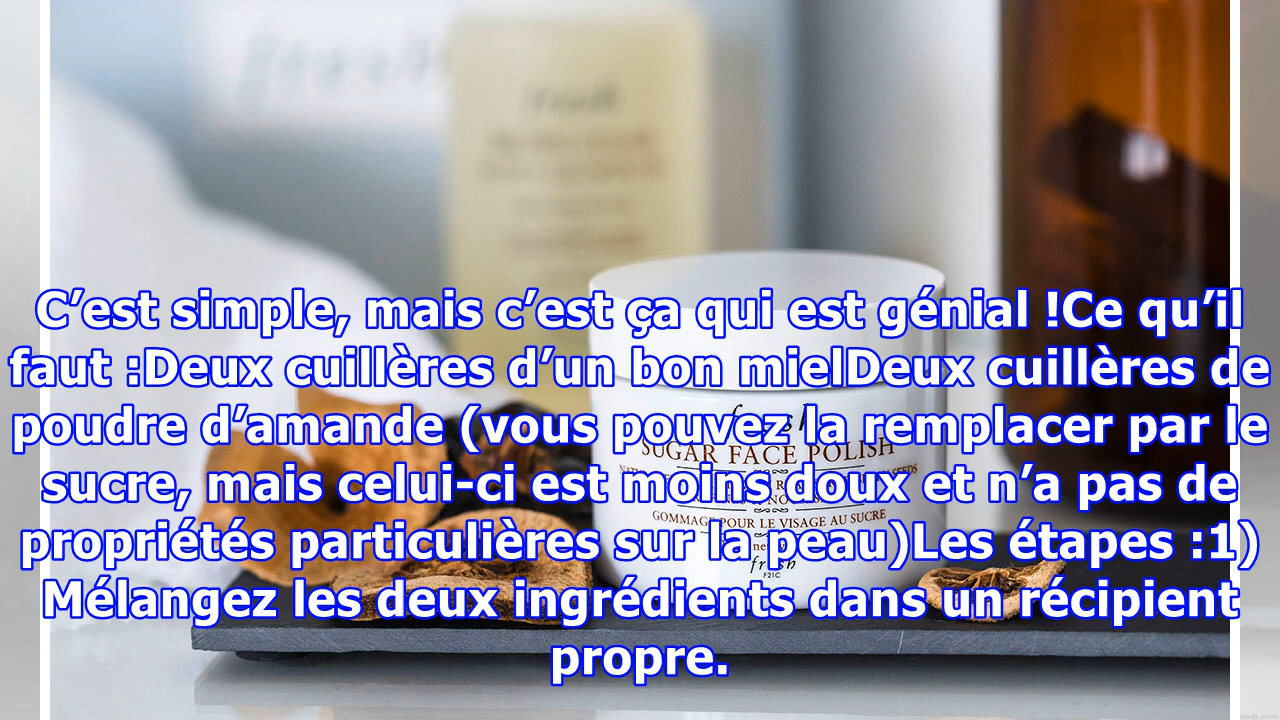 fresh
C’est simple, mais c’est ça qui est génial !Ce qu’il
faut :Deux cuillères d’un bon mielDeux cuillères de
poudre d’amande (vous pouvez la remplacer par le
sucre, mais celui-ci est moins doux et n’a pas de
propriétés particulières sur la peau)Les étapes :1)
Mélangez les deux ingrédients dans un récipient
propre.
fresh
SUGAR FACE POLISH
GOMMAGE POUR LE VISAGE AU SUCRE
fresh
F21C